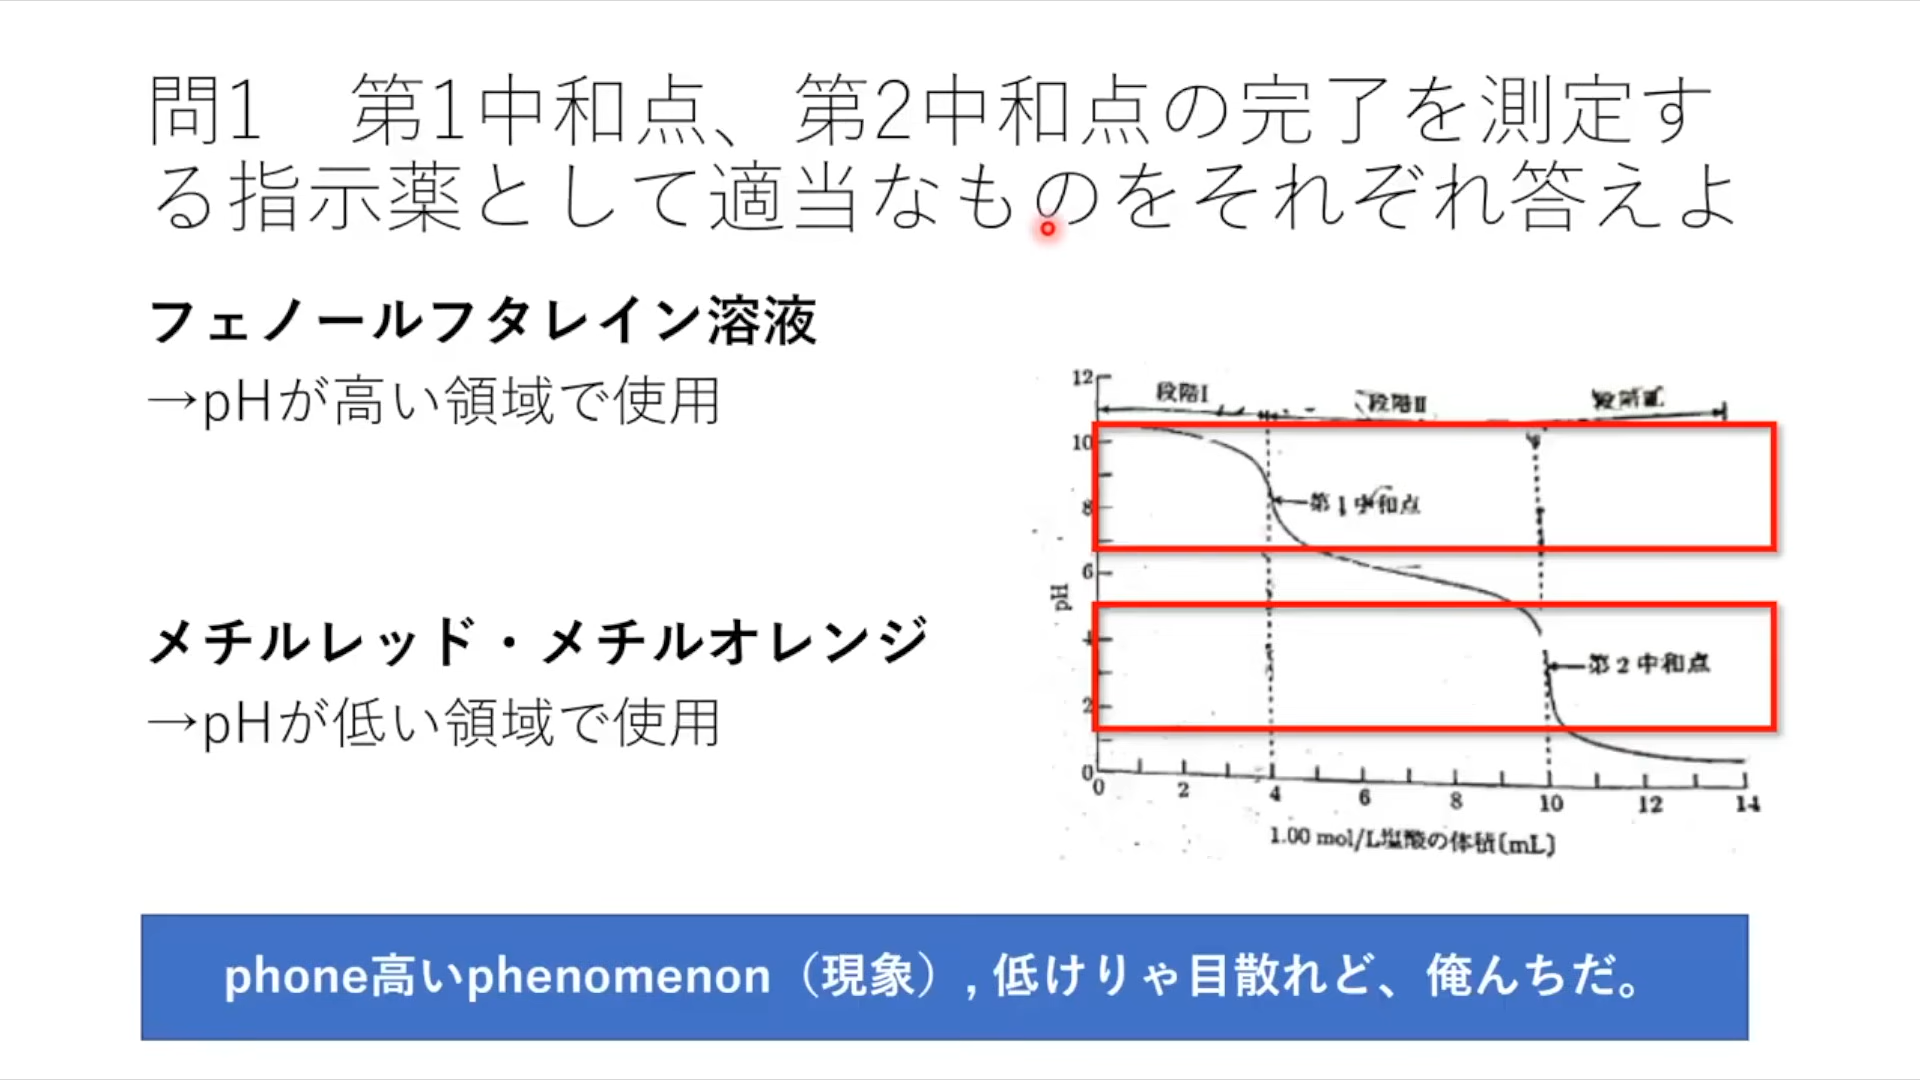 問1　第1中和点、第2中和点の完了を測定す
る指示薬として適当なものをそれぞれ答えよ
フェノールフタレイン溶液
→pHが高い領域で使用
メチルレッド・メチルオレンジ
→pHが低い領域で使用
12
段階Ⅰ
段階Ⅱ
段階Ⅲ
10
8
第1中和点
6
pH
4
第2中和点
2
0
0 2 4 6 8 10 12 14
1.00 mol/L塩酸の体積〔mL〕
phone高いphenomenon（現象）, 低けりゃ目散れど、俺んちだ。